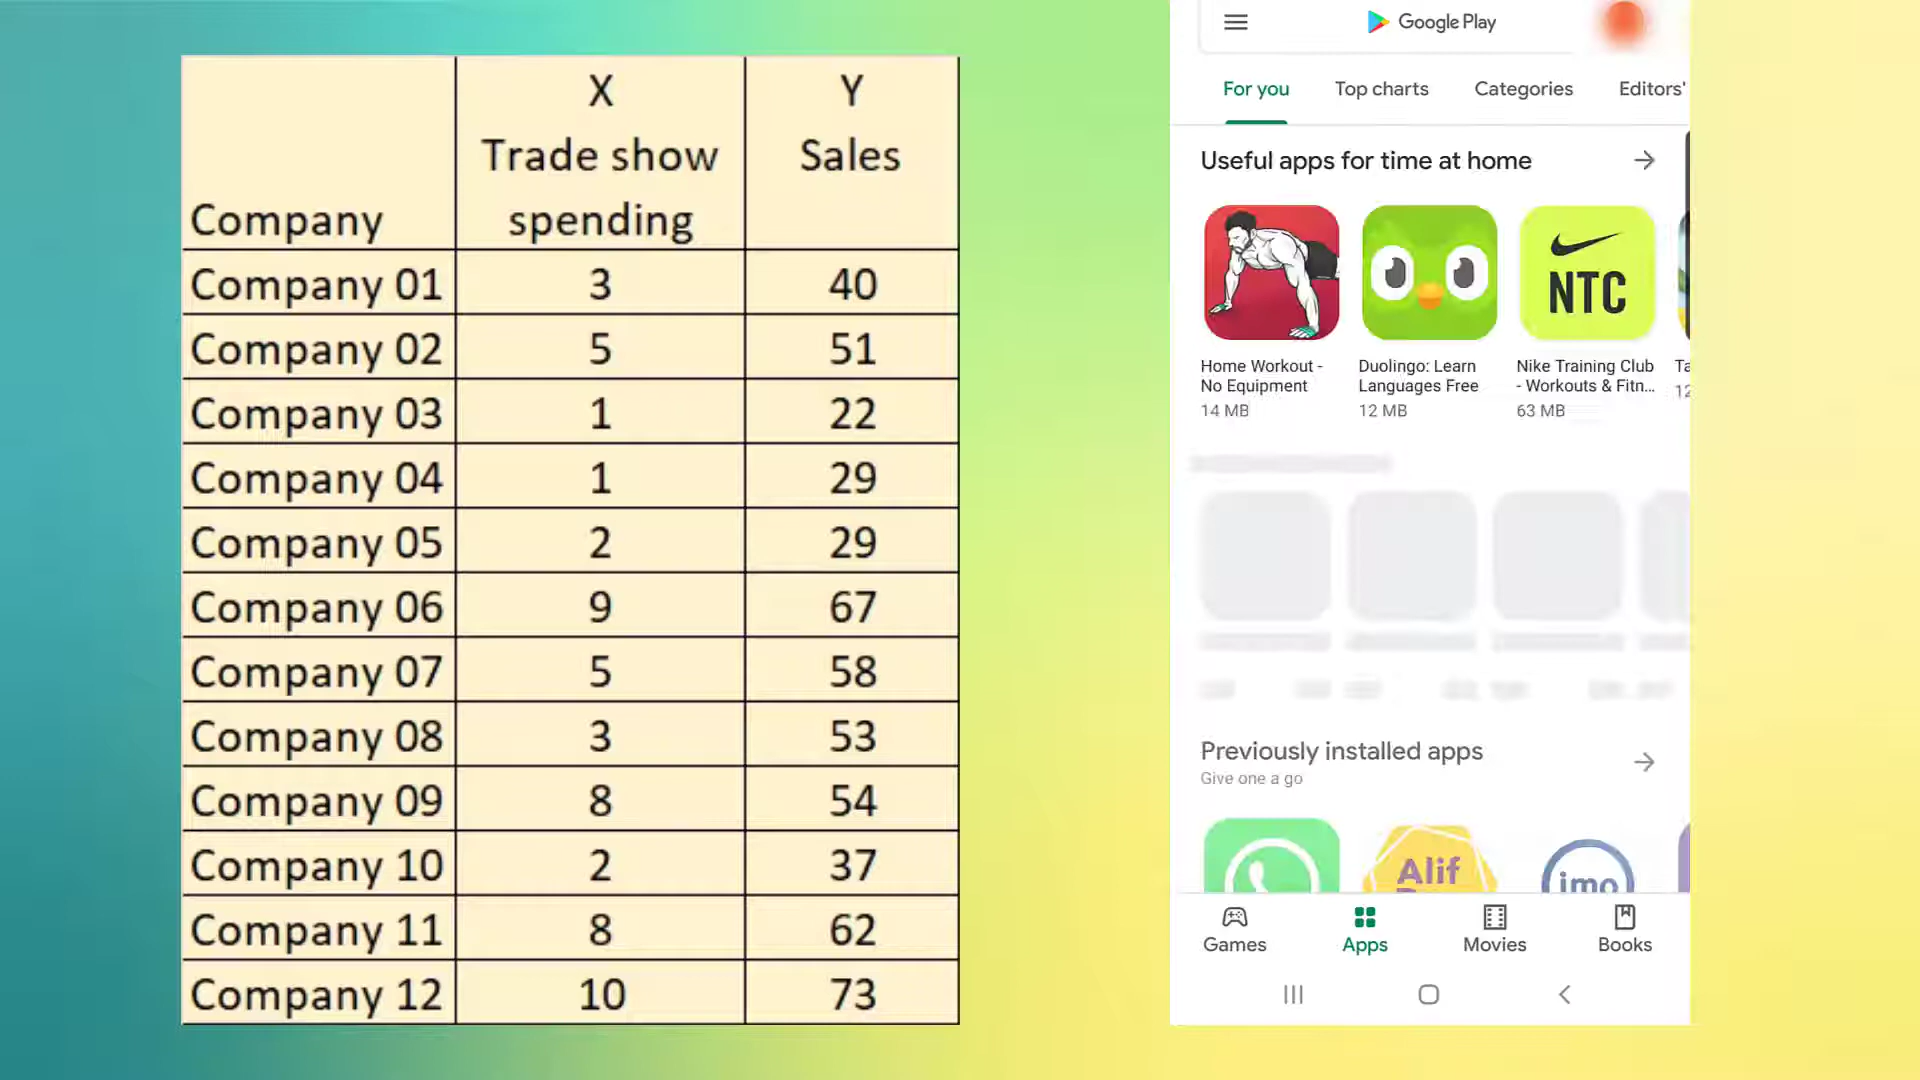 X Y
Trade show Sales
Company spending
Company 01 3 40
Company 02 5 51
Company 03 1 22
Company 04 1 29
Company 05 2 29
Company 06 9 67
Company 07 5 58
Company 08 3 53
Company 09 8 54
Company 10 2 37
Company 11 8 62
Company 12 10 73
Google Play
For you Top charts Categories Editors'
Useful apps for time at home
NTC
Home Workout - Duolingo: Learn Nike Training Club
No Equipment Languages Free - Workouts & Fitn...
14 MB 12 MB 63 MB
Previously installed apps
Give one a go
Alif
imo
Games Apps Movies Books